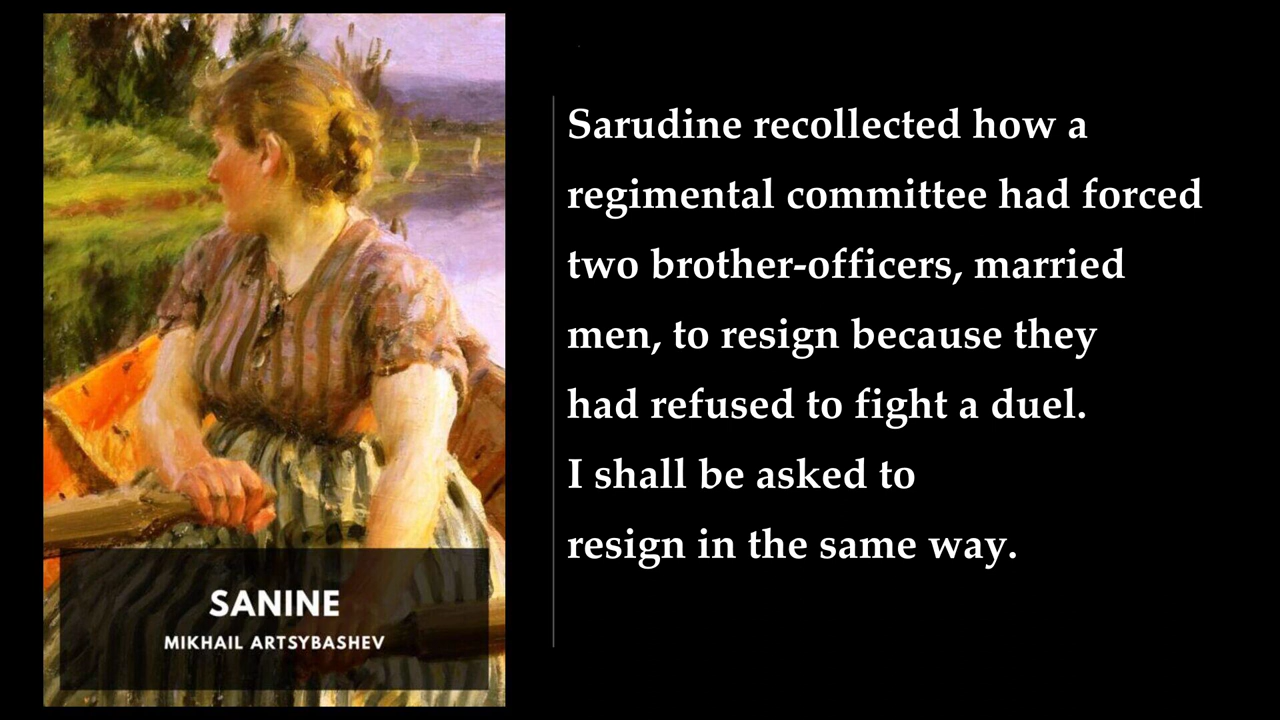 SANINE
MIKHAIL ARTSYBASHEV
Sarudine recollected how a
regimental committee had forced
two brother-officers, married
men, to resign because they
had refused to fight a duel.
I shall be asked to
resign in the same way.